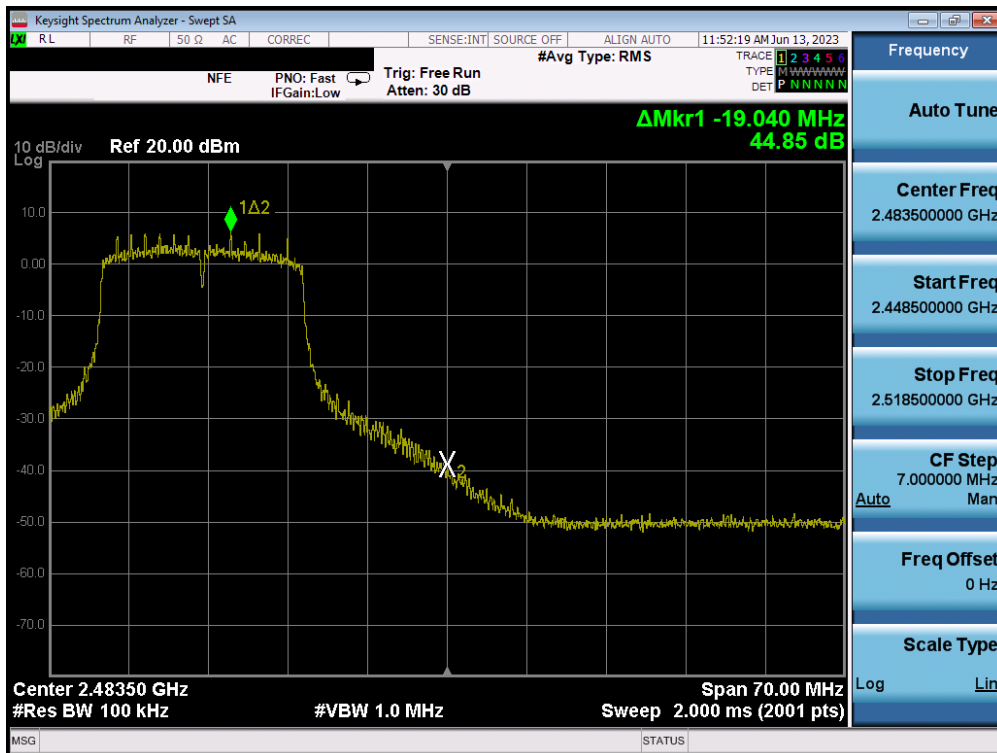 Keysight Spectrum Analyzer - Swept SA
LXI RL RF 50 Ω AC CORREC SENSE:INT SOURCE OFF ALIGN AUTO 11:52:19 AM Jun 13, 2023
NFE PNO: Fast IFGain:Low
Trig: Free Run
Atten: 30 dB
#Avg Type: RMS
TRACE 1 2 3 4 5 6
TYPE M WWWWW
DET P N N N N N
ΔMkr1 -19.040 MHz
44.85 dB
10 dB/div Ref 20.00 dBm
Log
1Δ2
10.0
0.00
-10.0
-20.0
-30.0
-40.0
2
-50.0
-60.0
-70.0
Center 2.48350 GHz Span 70.00 MHz
#Res BW 100 kHz #VBW 1.0 MHz Sweep 2.000 ms (2001 pts)
MSG STATUS
Frequency
Auto Tune
Center Freq
2.483500000 GHz
Start Freq
2.448500000 GHz
Stop Freq
2.518500000 GHz
CF Step
7.000000 MHz
Auto Man
Freq Offset
0 Hz
Scale Type
Log Lin